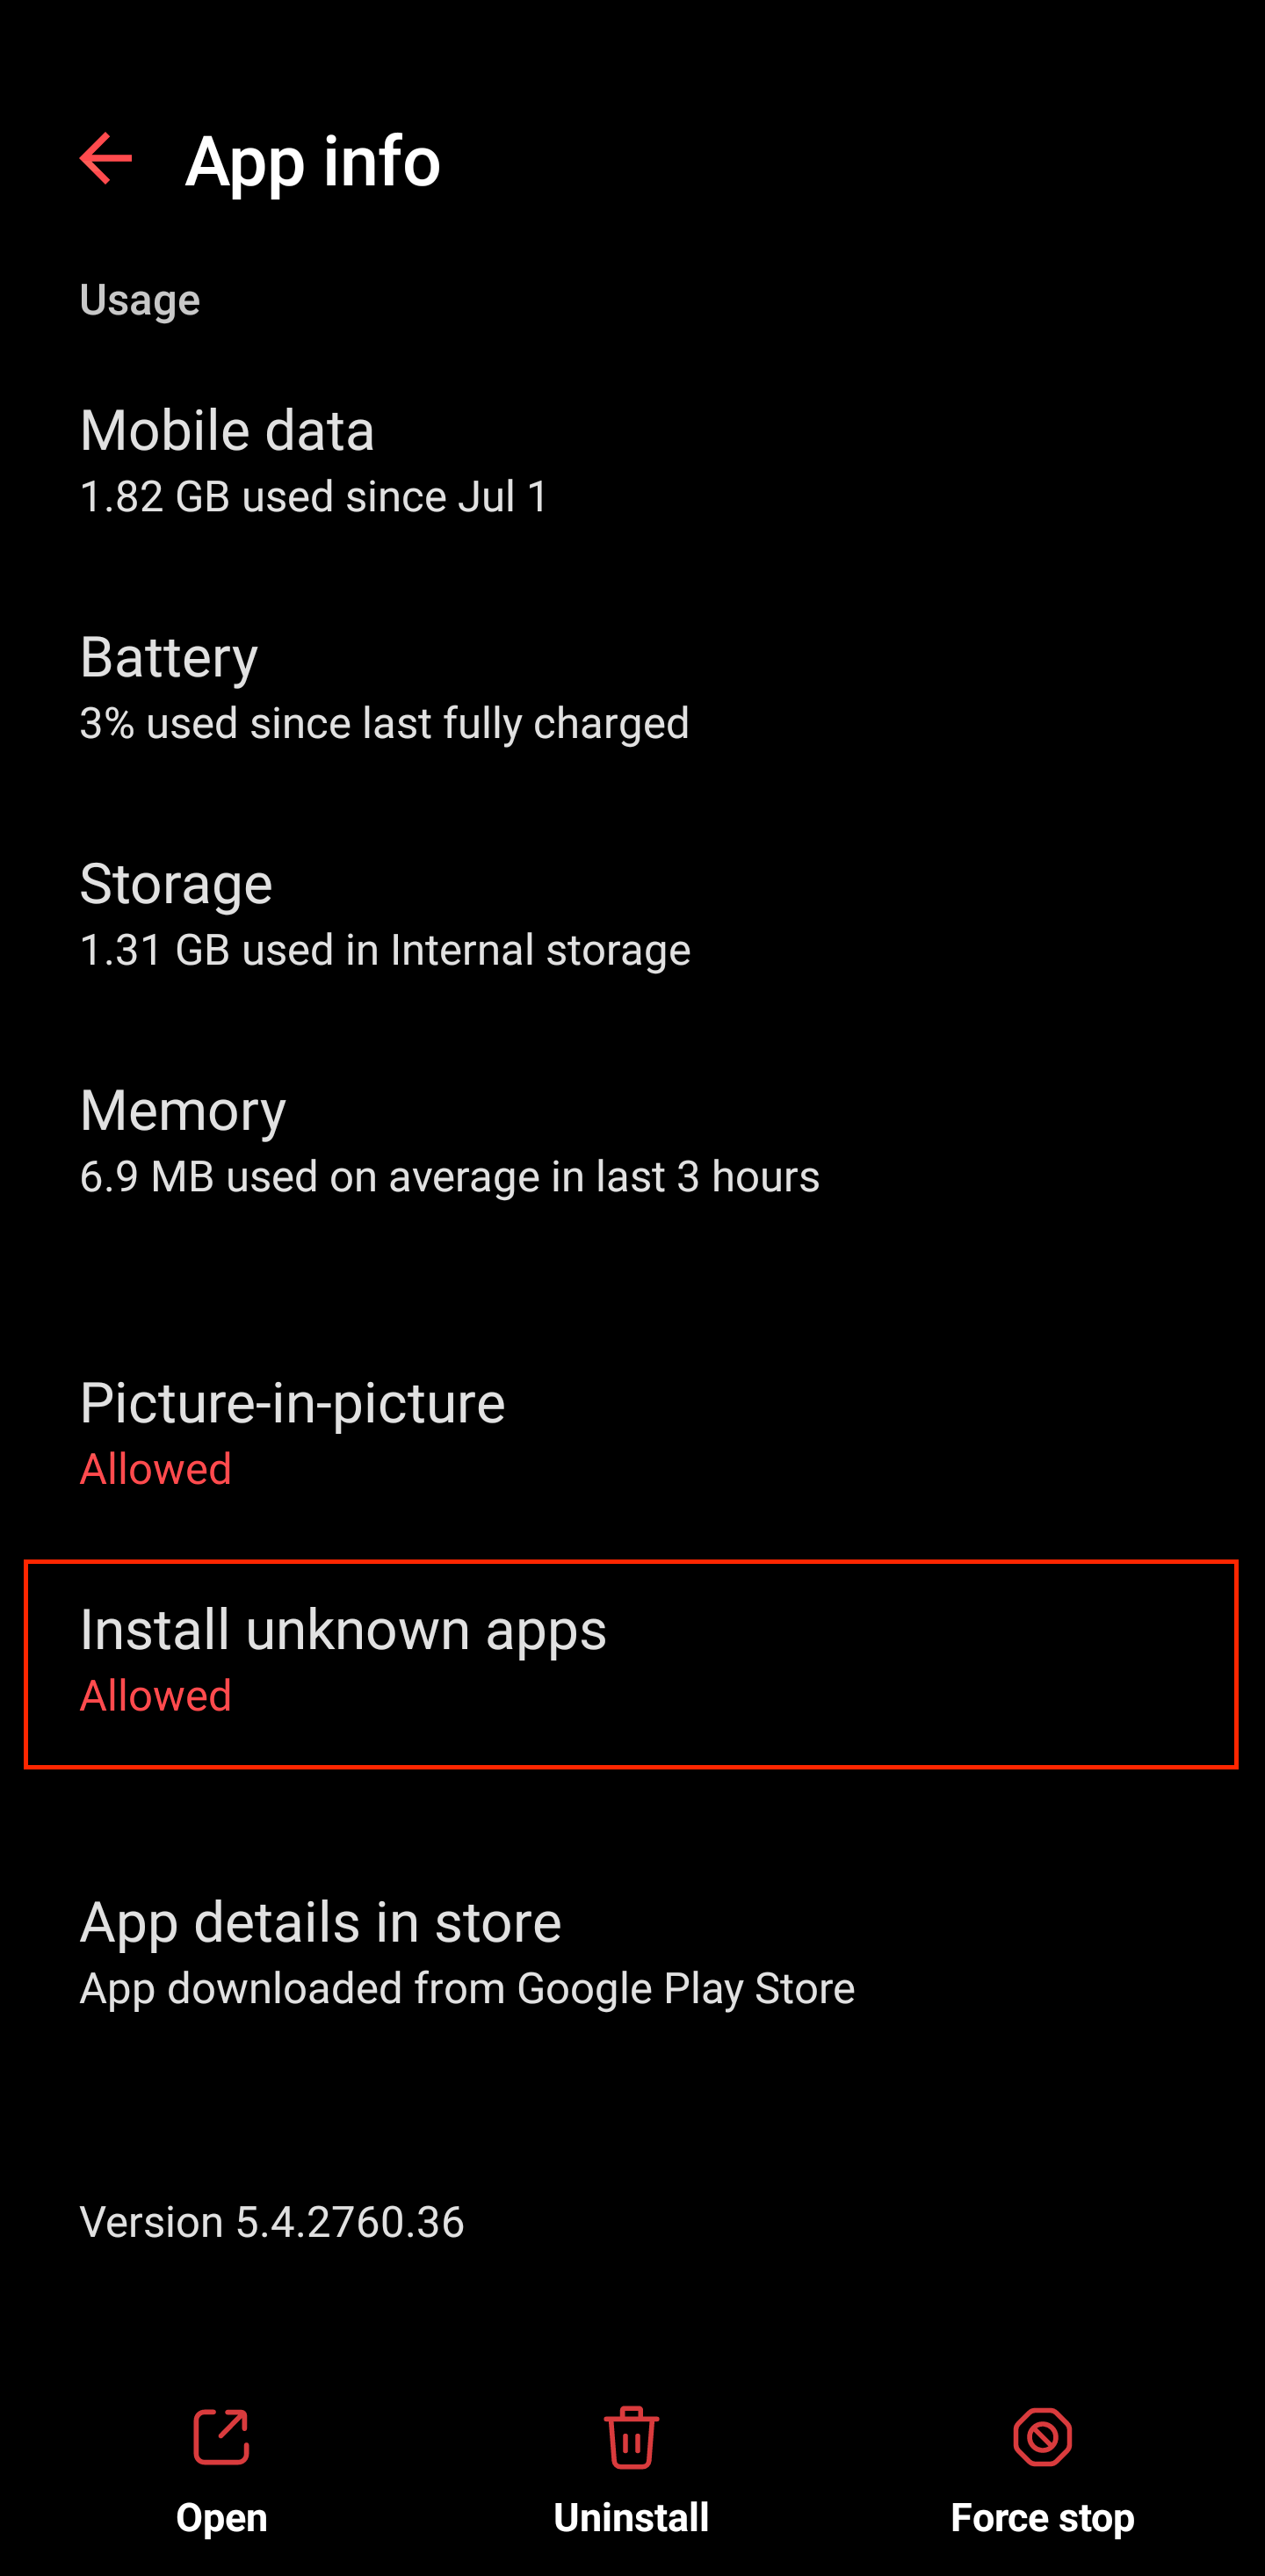 App info
Usage
Mobile data
1.82 GB used since Jul 1
Battery
3% used since last fully charged
Storage
1.31 GB used in Internal storage
Memory
6.9 MB used on average in last 3 hours
Picture-in-picture
Allowed
Install unknown apps
Allowed
App details in store
App downloaded from Google Play Store
Version 5.4.2760.36
Open
Uninstall
Force stop